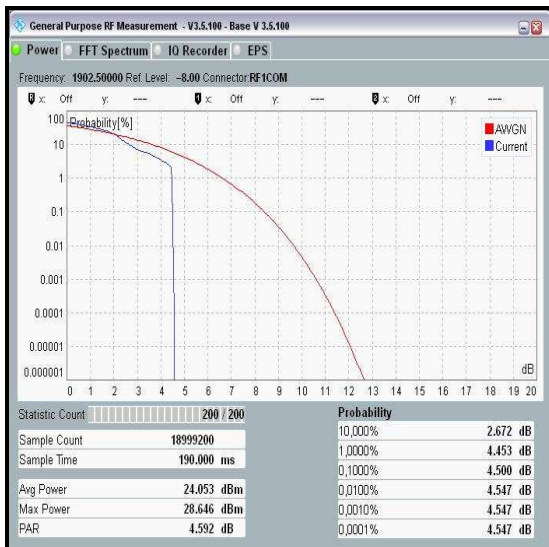 General Purpose RF Measurement - V3.5.100 - Base V 3.5.100
Power FFT Spectrum IQ Recorder EPS
Frequency: 1902.50000 Ref. Level: -8.00 Connector:RF1COM
x: Off y: --- x: Off y: --- x: Off y: ---
Probability[%]
AWGN
Current
100
10
1
0.1
0.01
0.001
0.0001
0.00001
0.000001
dB
0 1 2 3 4 5 6 7 8 9 10 11 12 13 14 15 16 17 18 19 20
Statistic Count 200 / 200
Sample Count 18999200
Sample Time 190.000 ms
Avg Power 24.053 dBm
Max Power 28.646 dBm
PAR 4.592 dB
Probability
10,000% 2.672 dB
1,0000% 4.453 dB
0,1000% 4.500 dB
0,0100% 4.547 dB
0,0010% 4.547 dB
0,0001% 4.547 dB